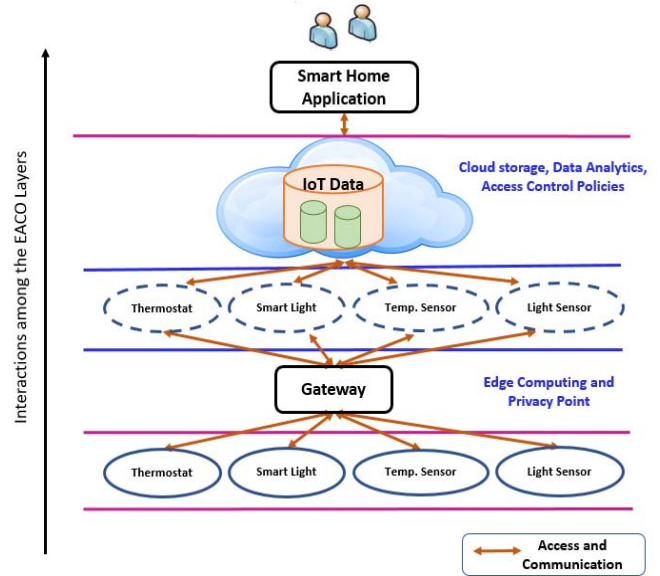 Interactions among the EACO Layers
Smart Home
Application
IoT Data
Cloud storage, Data Analytics,
Access Control Policies
Thermostat
Smart Light
Temp. Sensor
Light Sensor
Gateway
Edge Computing and
Privacy Point
Thermostat
Smart Light
Temp. Sensor
Light Sensor
Access and
Communication